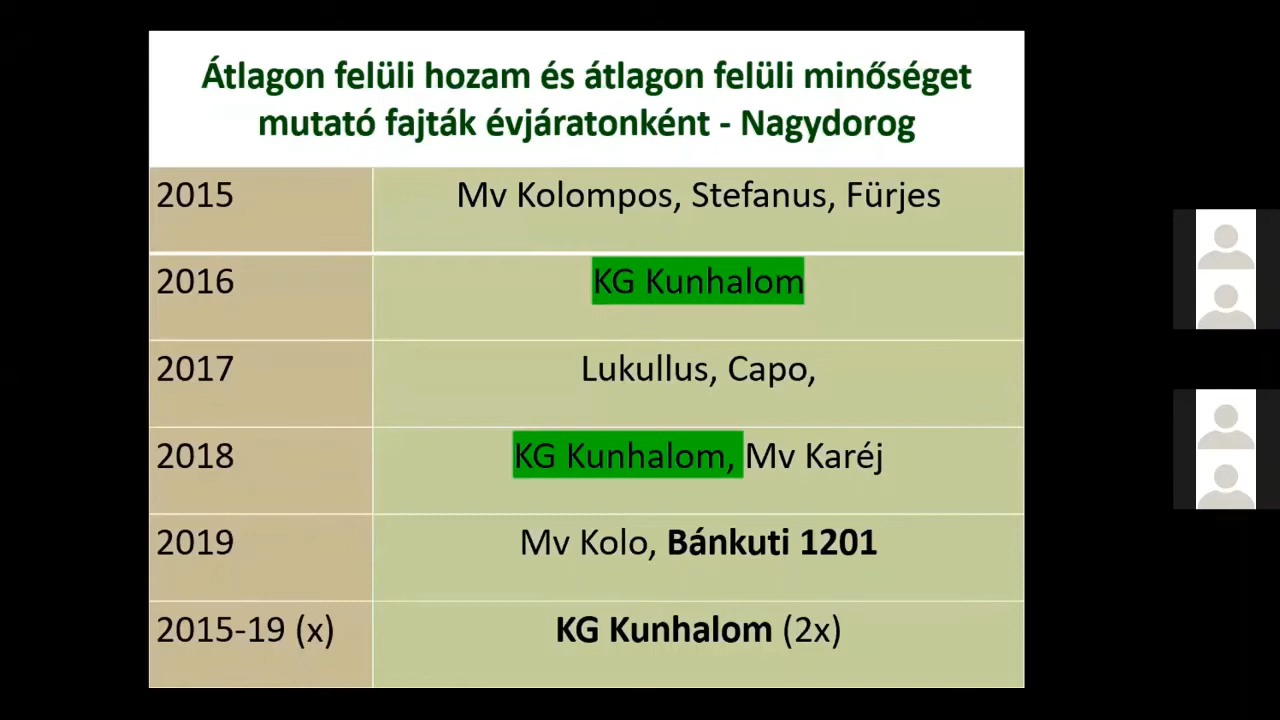 Átlagon felüli hozam és átlagon felüli minőséget
mutató fajták évjáratonként - Nagydorog
2015 Mv Kolompos, Stefanus, Fürjes
2016 KG Kunhalom
2017 Lukullus, Capo,
2018 KG Kunhalom, Mv Karéj
2019 Mv Kolo, Bánkuti 1201
2015-19 (x) KG Kunhalom (2x)